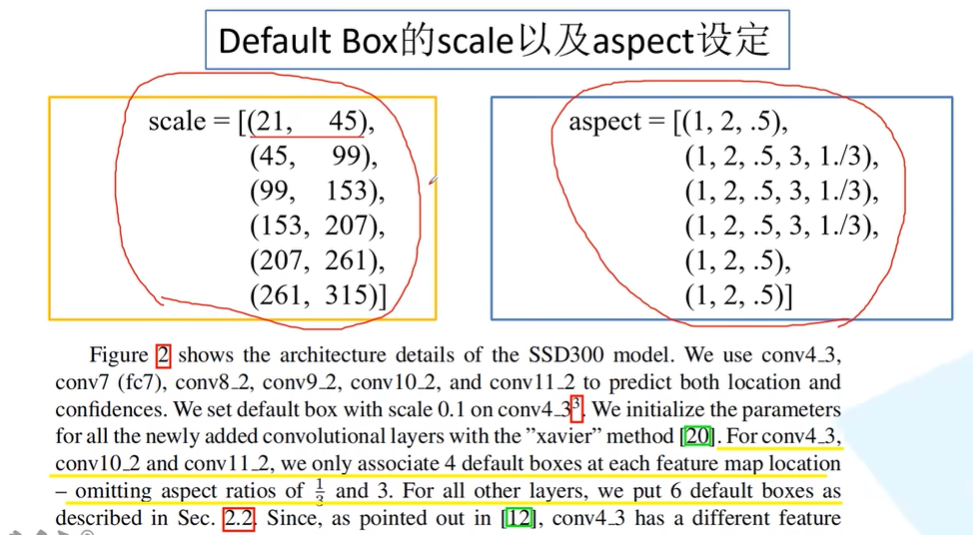 Default Box的scale以及aspect设定
scale = [(21, 45),
(45, 99),
(99, 153),
(153, 207),
(207, 261),
(261, 315)]
aspect = [(1, 2, .5),
(1, 2, .5, 3, 1./3),
(1, 2, .5, 3, 1./3),
(1, 2, .5, 3, 1./3),
(1, 2, .5),
(1, 2, .5)]
Figure 2 shows the architecture details of the SSD300 model. We use conv4_3,
conv7 (fc7), conv8_2, conv9_2, conv10_2, and conv11_2 to predict both location and
confidences. We set default box with scale 0.1 on conv4_3³. We initialize the parameters
for all the newly added convolutional layers with the ”xavier” method [20]. For conv4_3,
conv10_2 and conv11_2, we only associate 4 default boxes at each feature map location
– omitting aspect ratios of 1/3 and 3. For all other layers, we put 6 default boxes as
described in Sec. 2.2. Since, as pointed out in [12], conv4_3 has a different feature